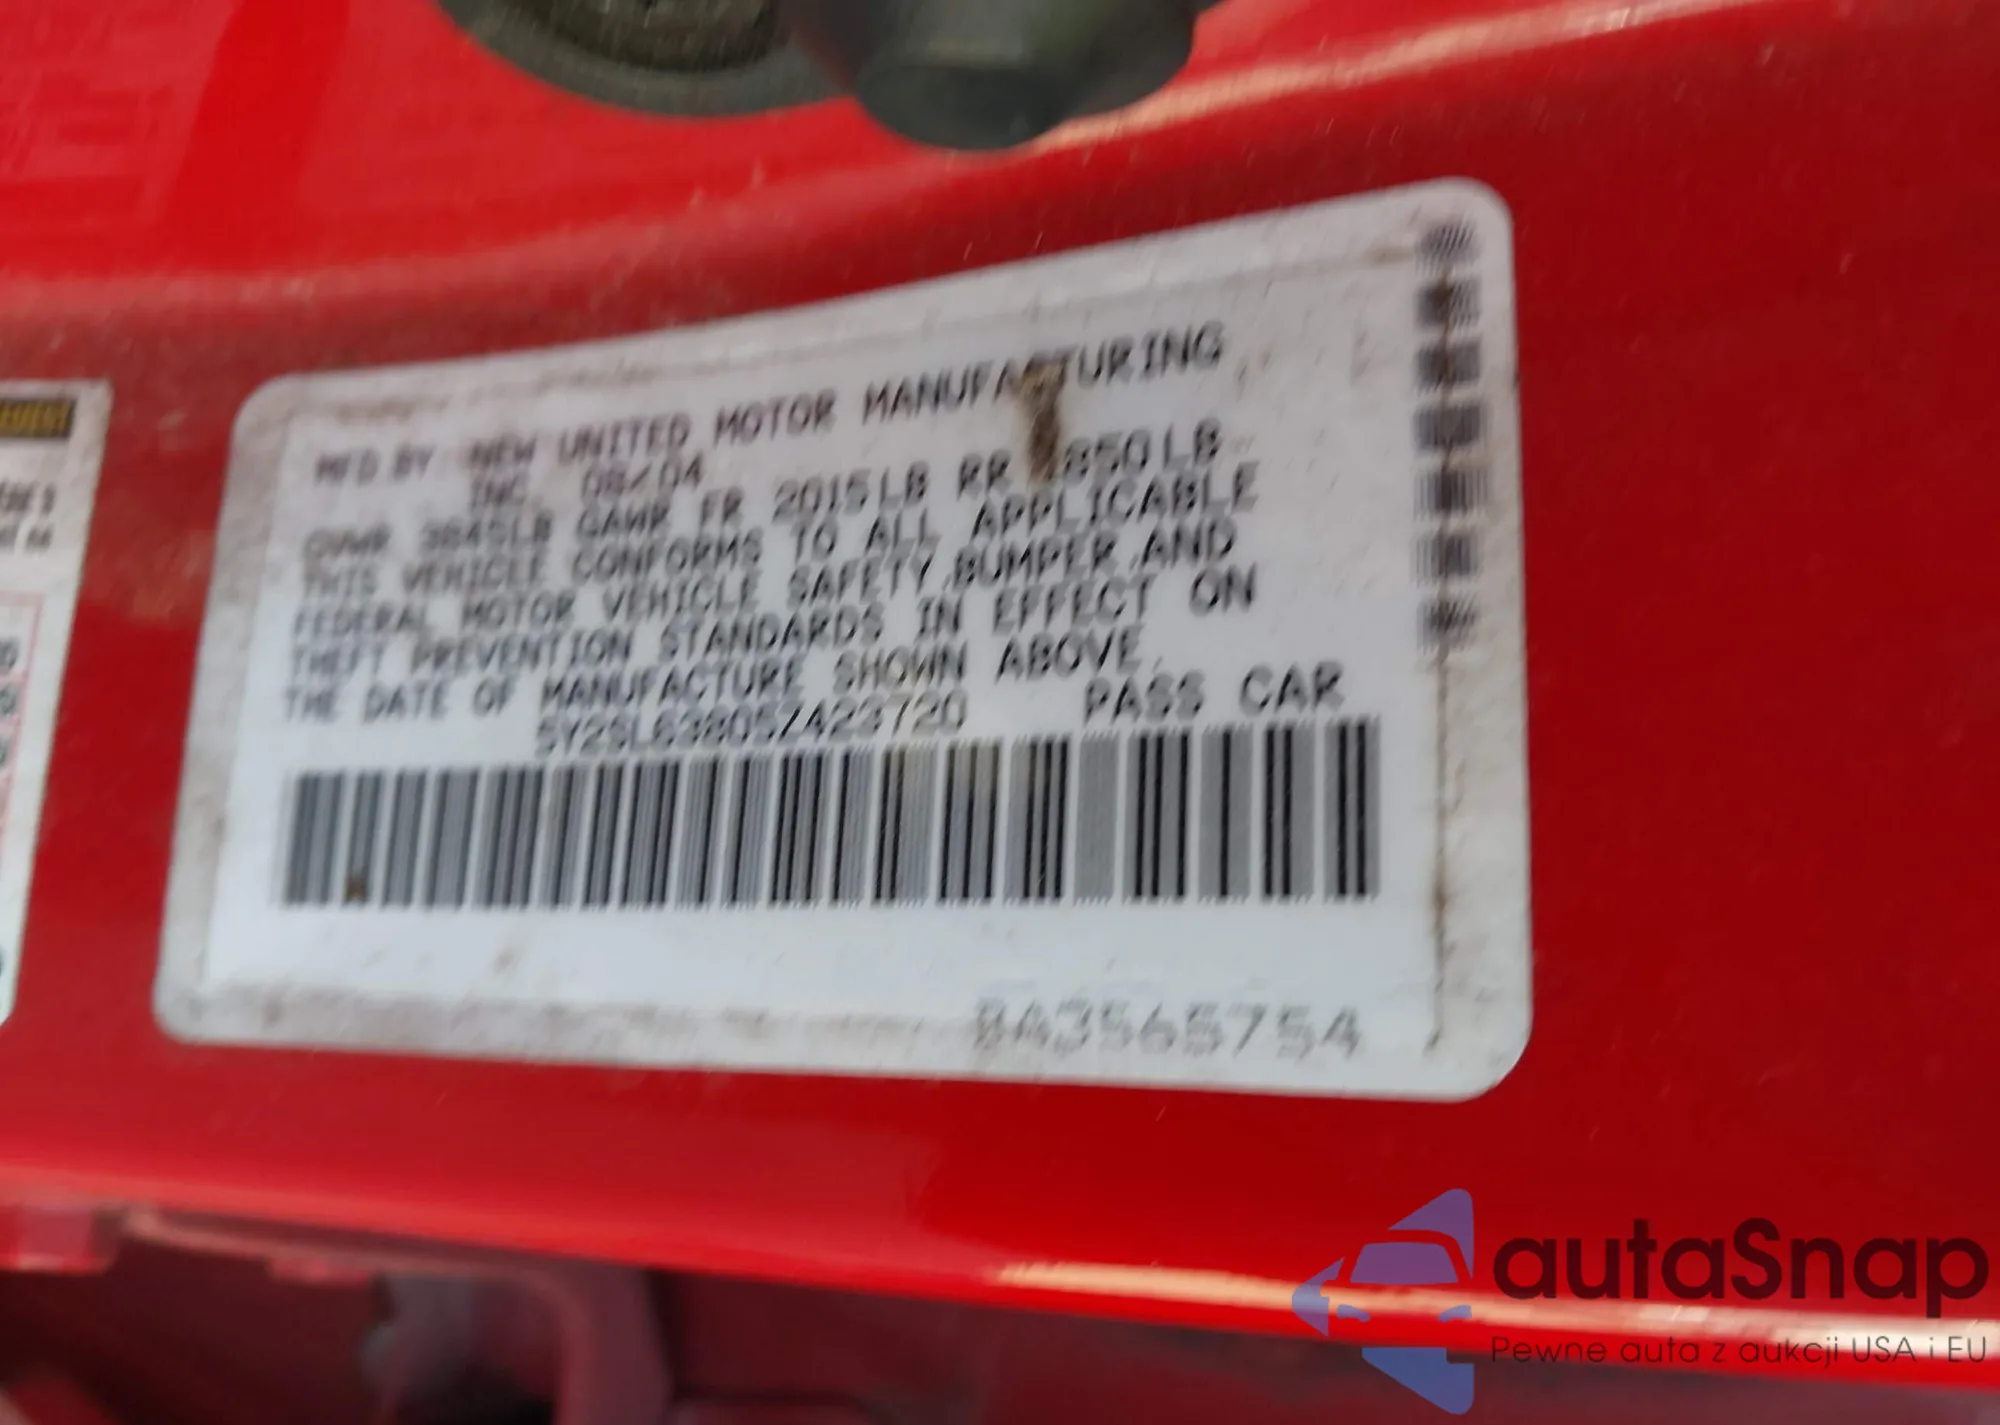 MFD.BY NEW UNITED MOTOR MANUFACTURING
INC. 08/04
GVWR 3845LB GAWR FR 2015LB RR 1850LB
THIS VEHICLE CONFORMS TO ALL APPLICABLE
FEDERAL MOTOR VEHICLE SAFETY,BUMPER,AND
THEFT PREVENTION STANDARDS IN EFFECT ON
THE DATE OF MANUFACTURE SHOWN ABOVE.
5Y2SL63805Z423720 PASS CAR
BA3565754
autaSnap
Pewne auta z aukcji USA i EU